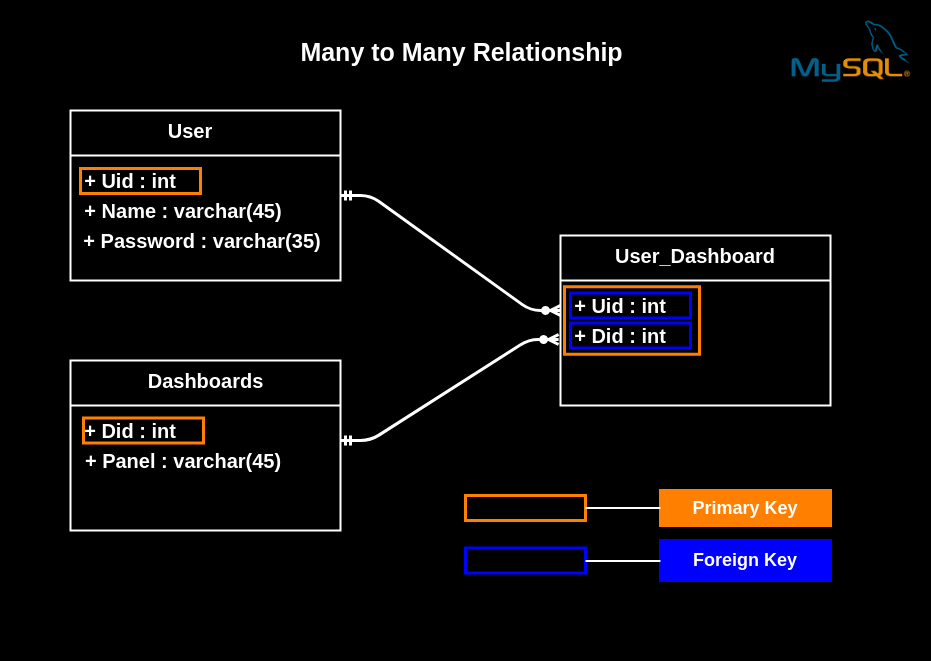 Many to Many Relationship
MySQL®
User
+ Uid : int
+ Name : varchar(45)
+ Password : varchar(35)
User_Dashboard
+ Uid : int
+ Did : int
Dashboards
+ Did : int
+ Panel : varchar(45)
Primary Key
Foreign Key